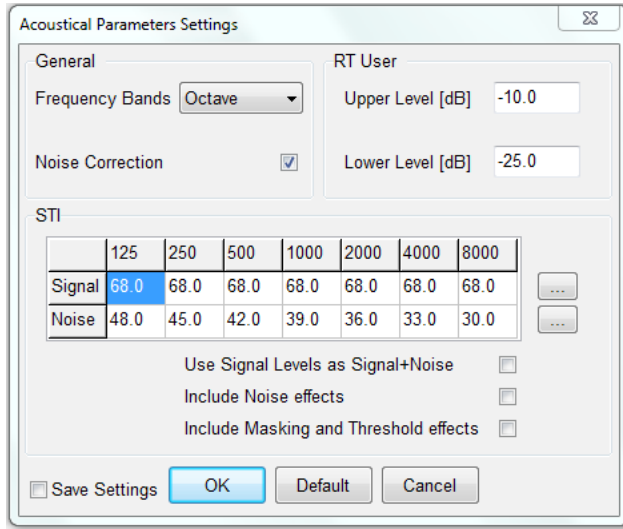 Acoustical Parameters Settings
General
Frequency Bands Octave
Noise Correction
RT User
Upper Level [dB] -10.0
Lower Level [dB] -25.0
STI
125 250 500 1000 2000 4000 8000
Signal 68.0 68.0 68.0 68.0 68.0 68.0 68.0 ...
Noise 48.0 45.0 42.0 39.0 36.0 33.0 30.0 ...
Use Signal Levels as Signal+Noise
Include Noise effects
Include Masking and Threshold effects
Save Settings OK Default Cancel